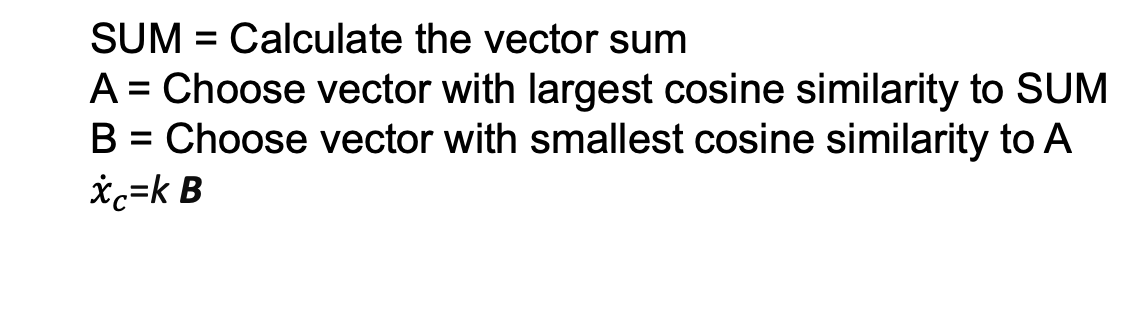 SUM = Calculate the vector sum
A = Choose vector with largest cosine similarity to SUM
B = Choose vector with smallest cosine similarity to A
ẋ_c=k B